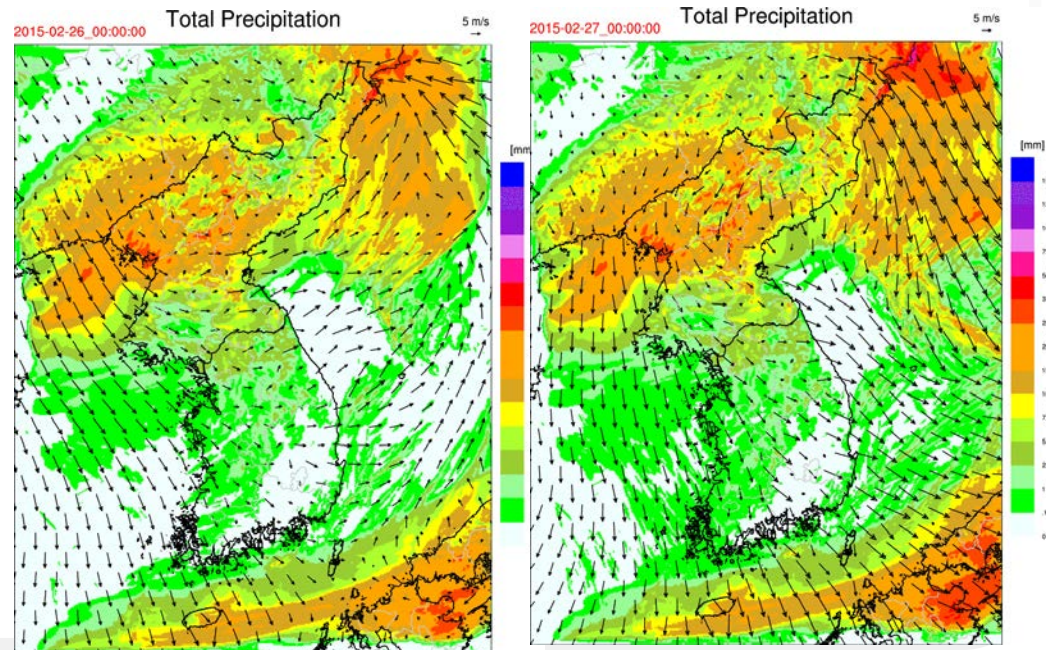 Total Precipitation
5 m/s
2015-02-26_00:00:00
[mm
Total Precipitation
5 m/s
2015-02-27_00:00:00
[mm]